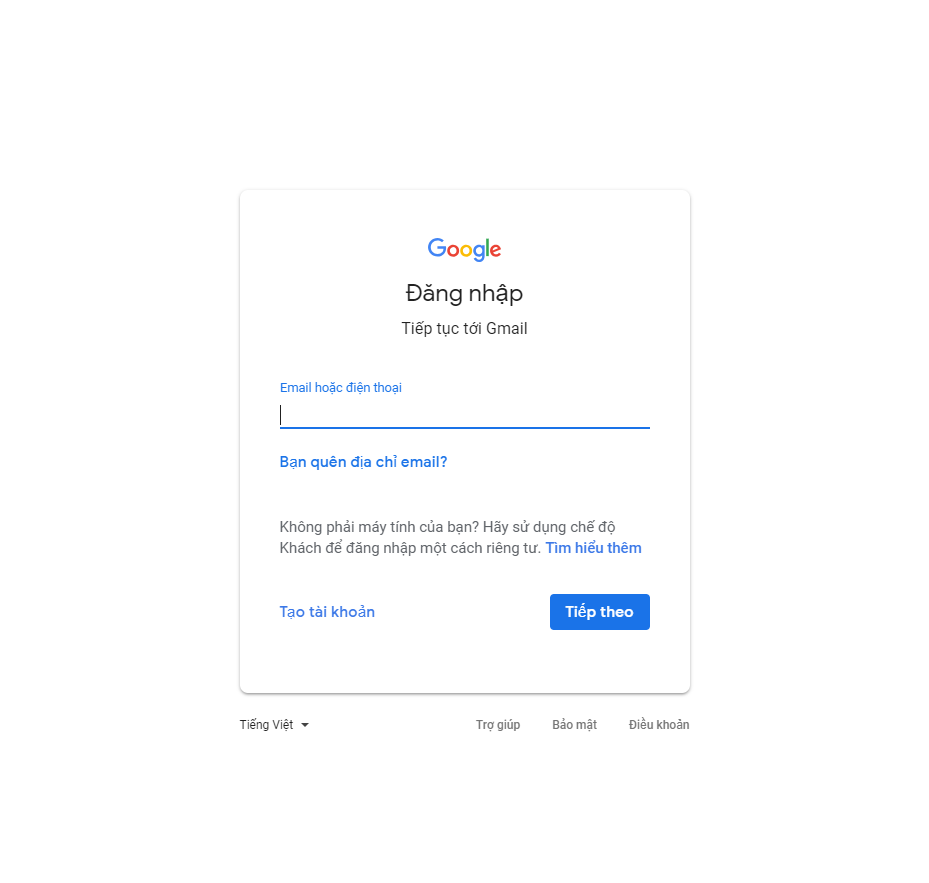 Google
Đăng nhập
Tiếp tục tới Gmail
Email hoặc điện thoại
Bạn quên địa chỉ email?
Không phải máy tính của bạn? Hãy sử dụng chế độ
Khách để đăng nhập một cách riêng tư. Tìm hiểu thêm
Tạo tài khoản
Tiếp theo
Tiếng Việt
Trợ giúp
Bảo mật
Điều khoản